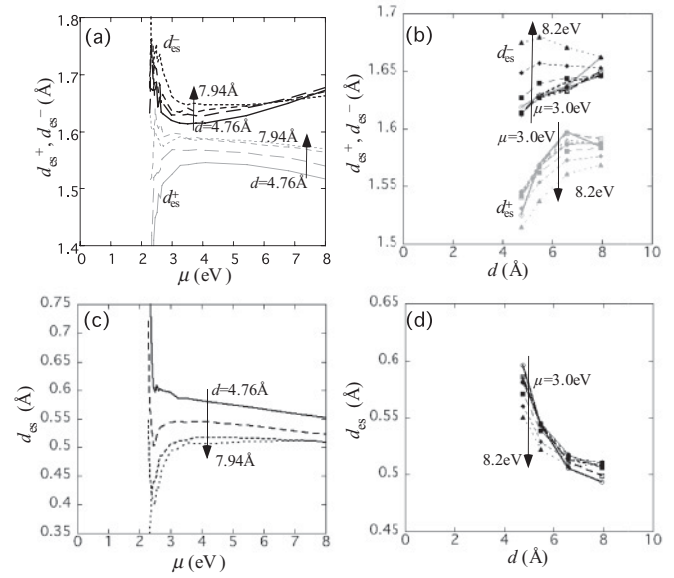 (a)
1.8
1.7
1.6
1.5
1.4
d⁻es
7.94Å
d=4.76Å
7.94Å
d=4.76Å
d⁺es
0 1 2 3 4 5 6 7 8
μ (eV)
des⁺, des⁻ (Å)
(b)
1.7
1.65
1.6
1.55
1.5
8.2eV
d⁻es
μ=3.0eV
μ=3.0eV
8.2eV
d⁺es
0 2 4 6 8 10
d (Å)
des⁺, des⁻ (Å)
(c)
0.75
0.7
0.65
0.6
0.55
0.5
0.45
0.4
0.35
d=4.76Å
7.94Å
0 1 2 3 4 5 6 7 8
μ (eV)
des (Å)
(d)
0.65
0.6
0.55
0.5
0.45
μ=3.0eV
8.2eV
0 2 4 6 8 10
d (Å)
des (Å)